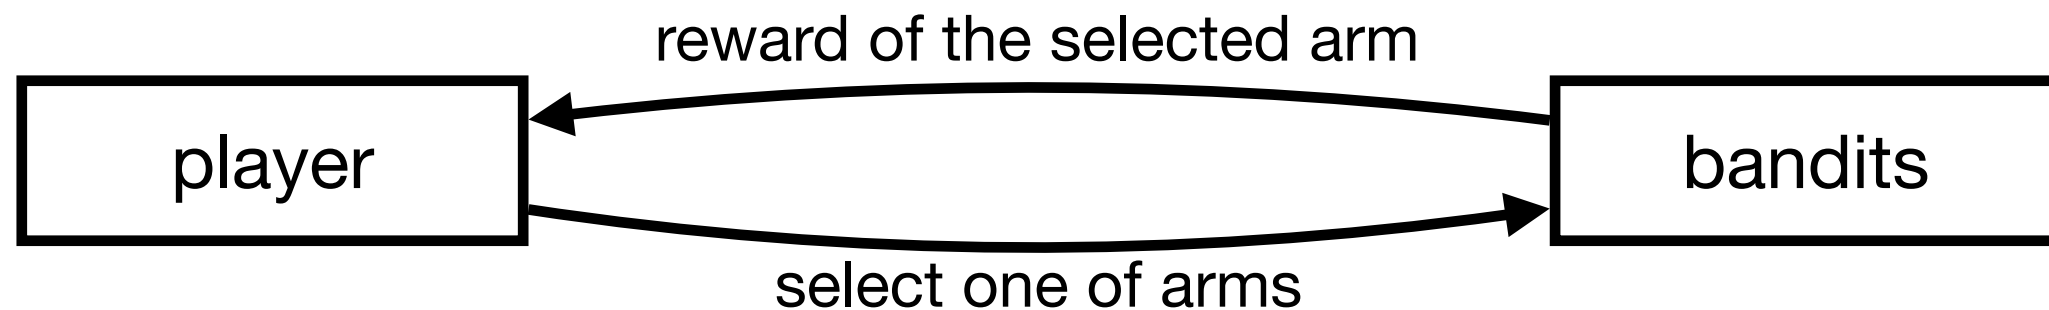 reward of the selected arm
player
bandits
select one of arms